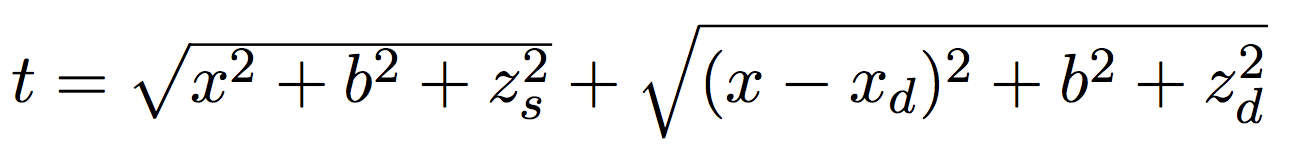 t = √(x² + b² + z_s²) + √((x − x_d)² + b² + z_d²)